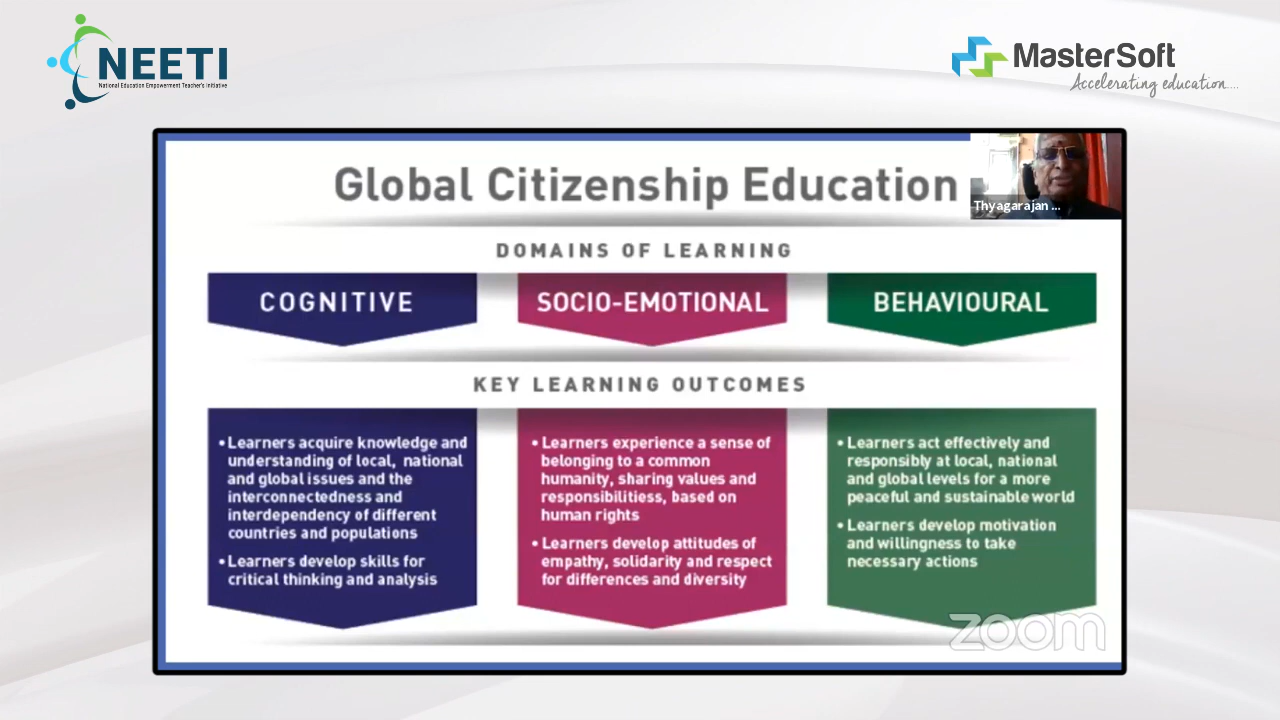 NEETI
National Education Empowerment Teacher's Initiative
MasterSoft
Accelerating education....
Global Citizenship Education
Thyagarajan ...
DOMAINS OF LEARNING
COGNITIVE
SOCIO-EMOTIONAL
BEHAVIOURAL
KEY LEARNING OUTCOMES
• Learners acquire knowledge and
understanding of local, national
and global issues and the
interconnectedness and
interdependency of different
countries and populations
• Learners develop skills for
critical thinking and analysis
• Learners experience a sense of
belonging to a common
humanity, sharing values and
responsibilitiess, based on
human rights
• Learners develop attitudes of
empathy, solidarity and respect
for differences and diversity
• Learners act effectively and
responsibly at local, national
and global levels for a more
peaceful and sustainable world
• Learners develop motivation
and willingness to take
necessary actions
zoom